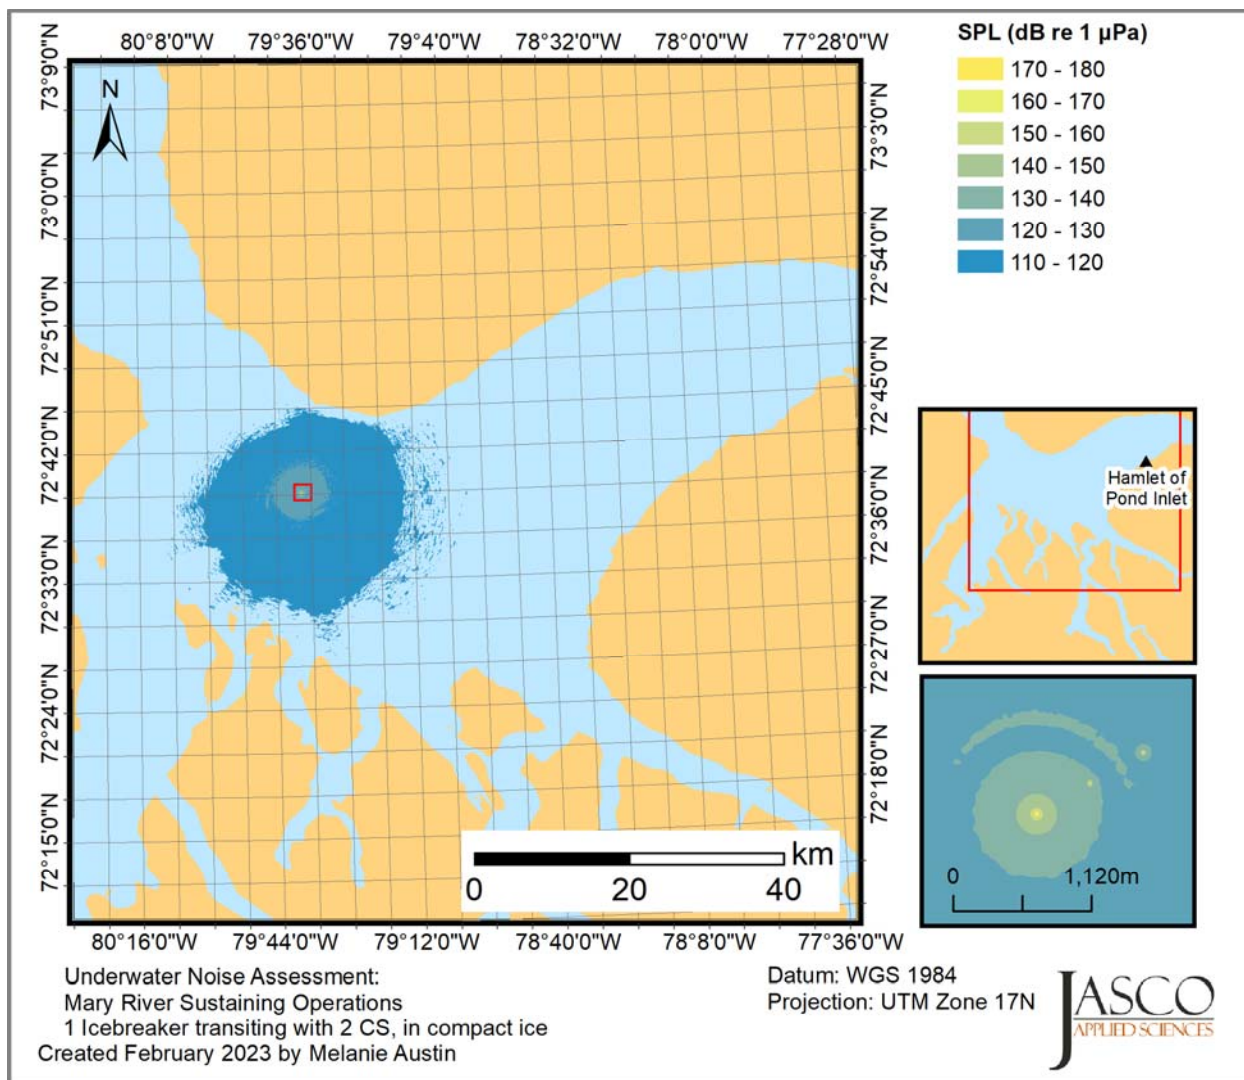 80°8'0"W 79°36'0"W 79°4'0"W 78°32'0"W 78°0'0"W 77°28'0"W
73°9'0"N
73°0'0"N
72°51'0"N
72°42'0"N
72°33'0"N
72°24'0"N
72°15'0"N
N
73°3'0"N
72°54'0"N
72°45'0"N
72°36'0"N
72°27'0"N
72°18'0"N
km
0 20 40
80°16'0"W 79°44'0"W 79°12'0"W 78°40'0"W 78°8'0"W 77°36'0"W
SPL (dB re 1 µPa)
170 - 180
160 - 170
150 - 160
140 - 150
130 - 140
120 - 130
110 - 120
Hamlet of
Pond Inlet
0 1,120m
Underwater Noise Assessment:
Mary River Sustaining Operations
1 Icebreaker transiting with 2 CS, in compact ice
Created February 2023 by Melanie Austin
Datum: WGS 1984
Projection: UTM Zone 17N
JASCO
APPLIED SCIENCES